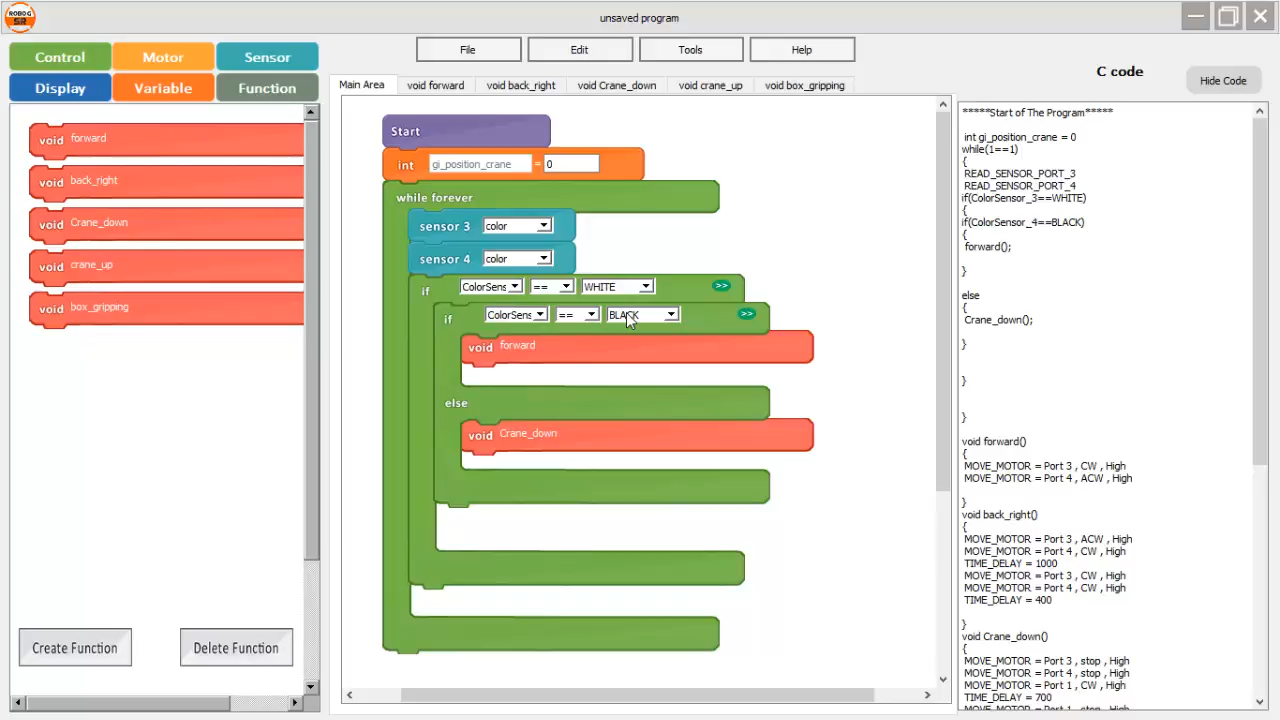 ROBO G
SR
unsaved program
Control Motor Sensor
Display Variable Function
File Edit Tools Help
C code
Hide Code
Main Area void forward void back_right void Crane_down void crane_up void box_gripping
void forward
void back_right
void Crane_down
void crane_up
void box_gripping
Create Function Delete Function
Start
int gi_position_crane = 0
while forever
sensor 3 color
sensor 4 color
if ColorSens == WHITE >>
if ColorSens == BLACK >>
void forward
else
void Crane_down
*****Start of The Program*****
int gi_position_crane = 0
while(1==1)
{
READ_SENSOR_PORT_3
READ_SENSOR_PORT_4
if(ColorSensor_3==WHITE)
{
if(ColorSensor_4==BLACK)
{
forward();
}
else
{
Crane_down();
}
}
}
void forward()
{
MOVE_MOTOR = Port 3 , CW , High
MOVE_MOTOR = Port 4 , ACW , High
}
void back_right()
{
MOVE_MOTOR = Port 3 , ACW , High
MOVE_MOTOR = Port 4 , CW , High
TIME_DELAY = 1000
MOVE_MOTOR = Port 3 , CW , High
MOVE_MOTOR = Port 4 , CW , High
TIME_DELAY = 400
}
void Crane_down()
{
MOVE_MOTOR = Port 3 , stop , High
MOVE_MOTOR = Port 4 , stop , High
MOVE_MOTOR = Port 1 , CW , High
TIME_DELAY = 700
MOVE_MOTOR = Port 1 , stop , High